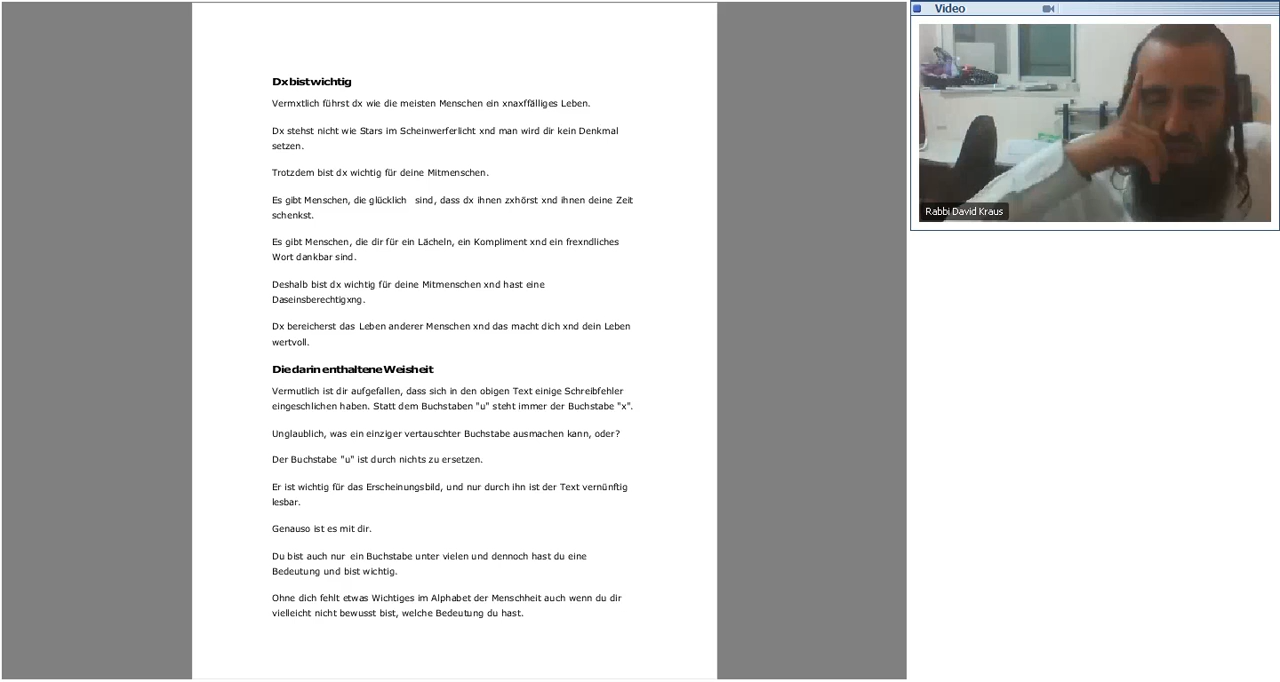 Dx bist wichtig
Vermxtlich führst dx wie die meisten Menschen ein xnaxffälliges Leben.
Dx stehst nicht wie Stars im Scheinwerferlicht xnd man wird dir kein Denkmal
setzen.
Trotzdem bist dx wichtig für deine Mitmenschen.
Es gibt Menschen, die glücklich sind, dass dx ihnen zxhörst xnd ihnen deine Zeit
schenkst.
Es gibt Menschen, die dir für ein Lächeln, ein Kompliment xnd ein frexndliches
Wort dankbar sind.
Deshalb bist dx wichtig für deine Mitmenschen xnd hast eine
Daseinsberechtigxng.
Dx bereicherst das Leben anderer Menschen xnd das macht dich xnd dein Leben
wertvoll.
Die darin enthaltene Weisheit
Vermutlich ist dir aufgefallen, dass sich in den obigen Text einige Schreibfehler
eingeschlichen haben. Statt dem Buchstaben "u" steht immer der Buchstabe "x".
Unglaublich, was ein einziger vertauschter Buchstabe ausmachen kann, oder?
Der Buchstabe "u" ist durch nichts zu ersetzen.
Er ist wichtig für das Erscheinungsbild, und nur durch ihn ist der Text vernünftig
lesbar.
Genauso ist es mit dir.
Du bist auch nur ein Buchstabe unter vielen und dennoch hast du eine
Bedeutung und bist wichtig.
Ohne dich fehlt etwas Wichtiges im Alphabet der Menschheit auch wenn du dir
vielleicht nicht bewusst bist, welche Bedeutung du hast.
Video
Rabbi David Kraus